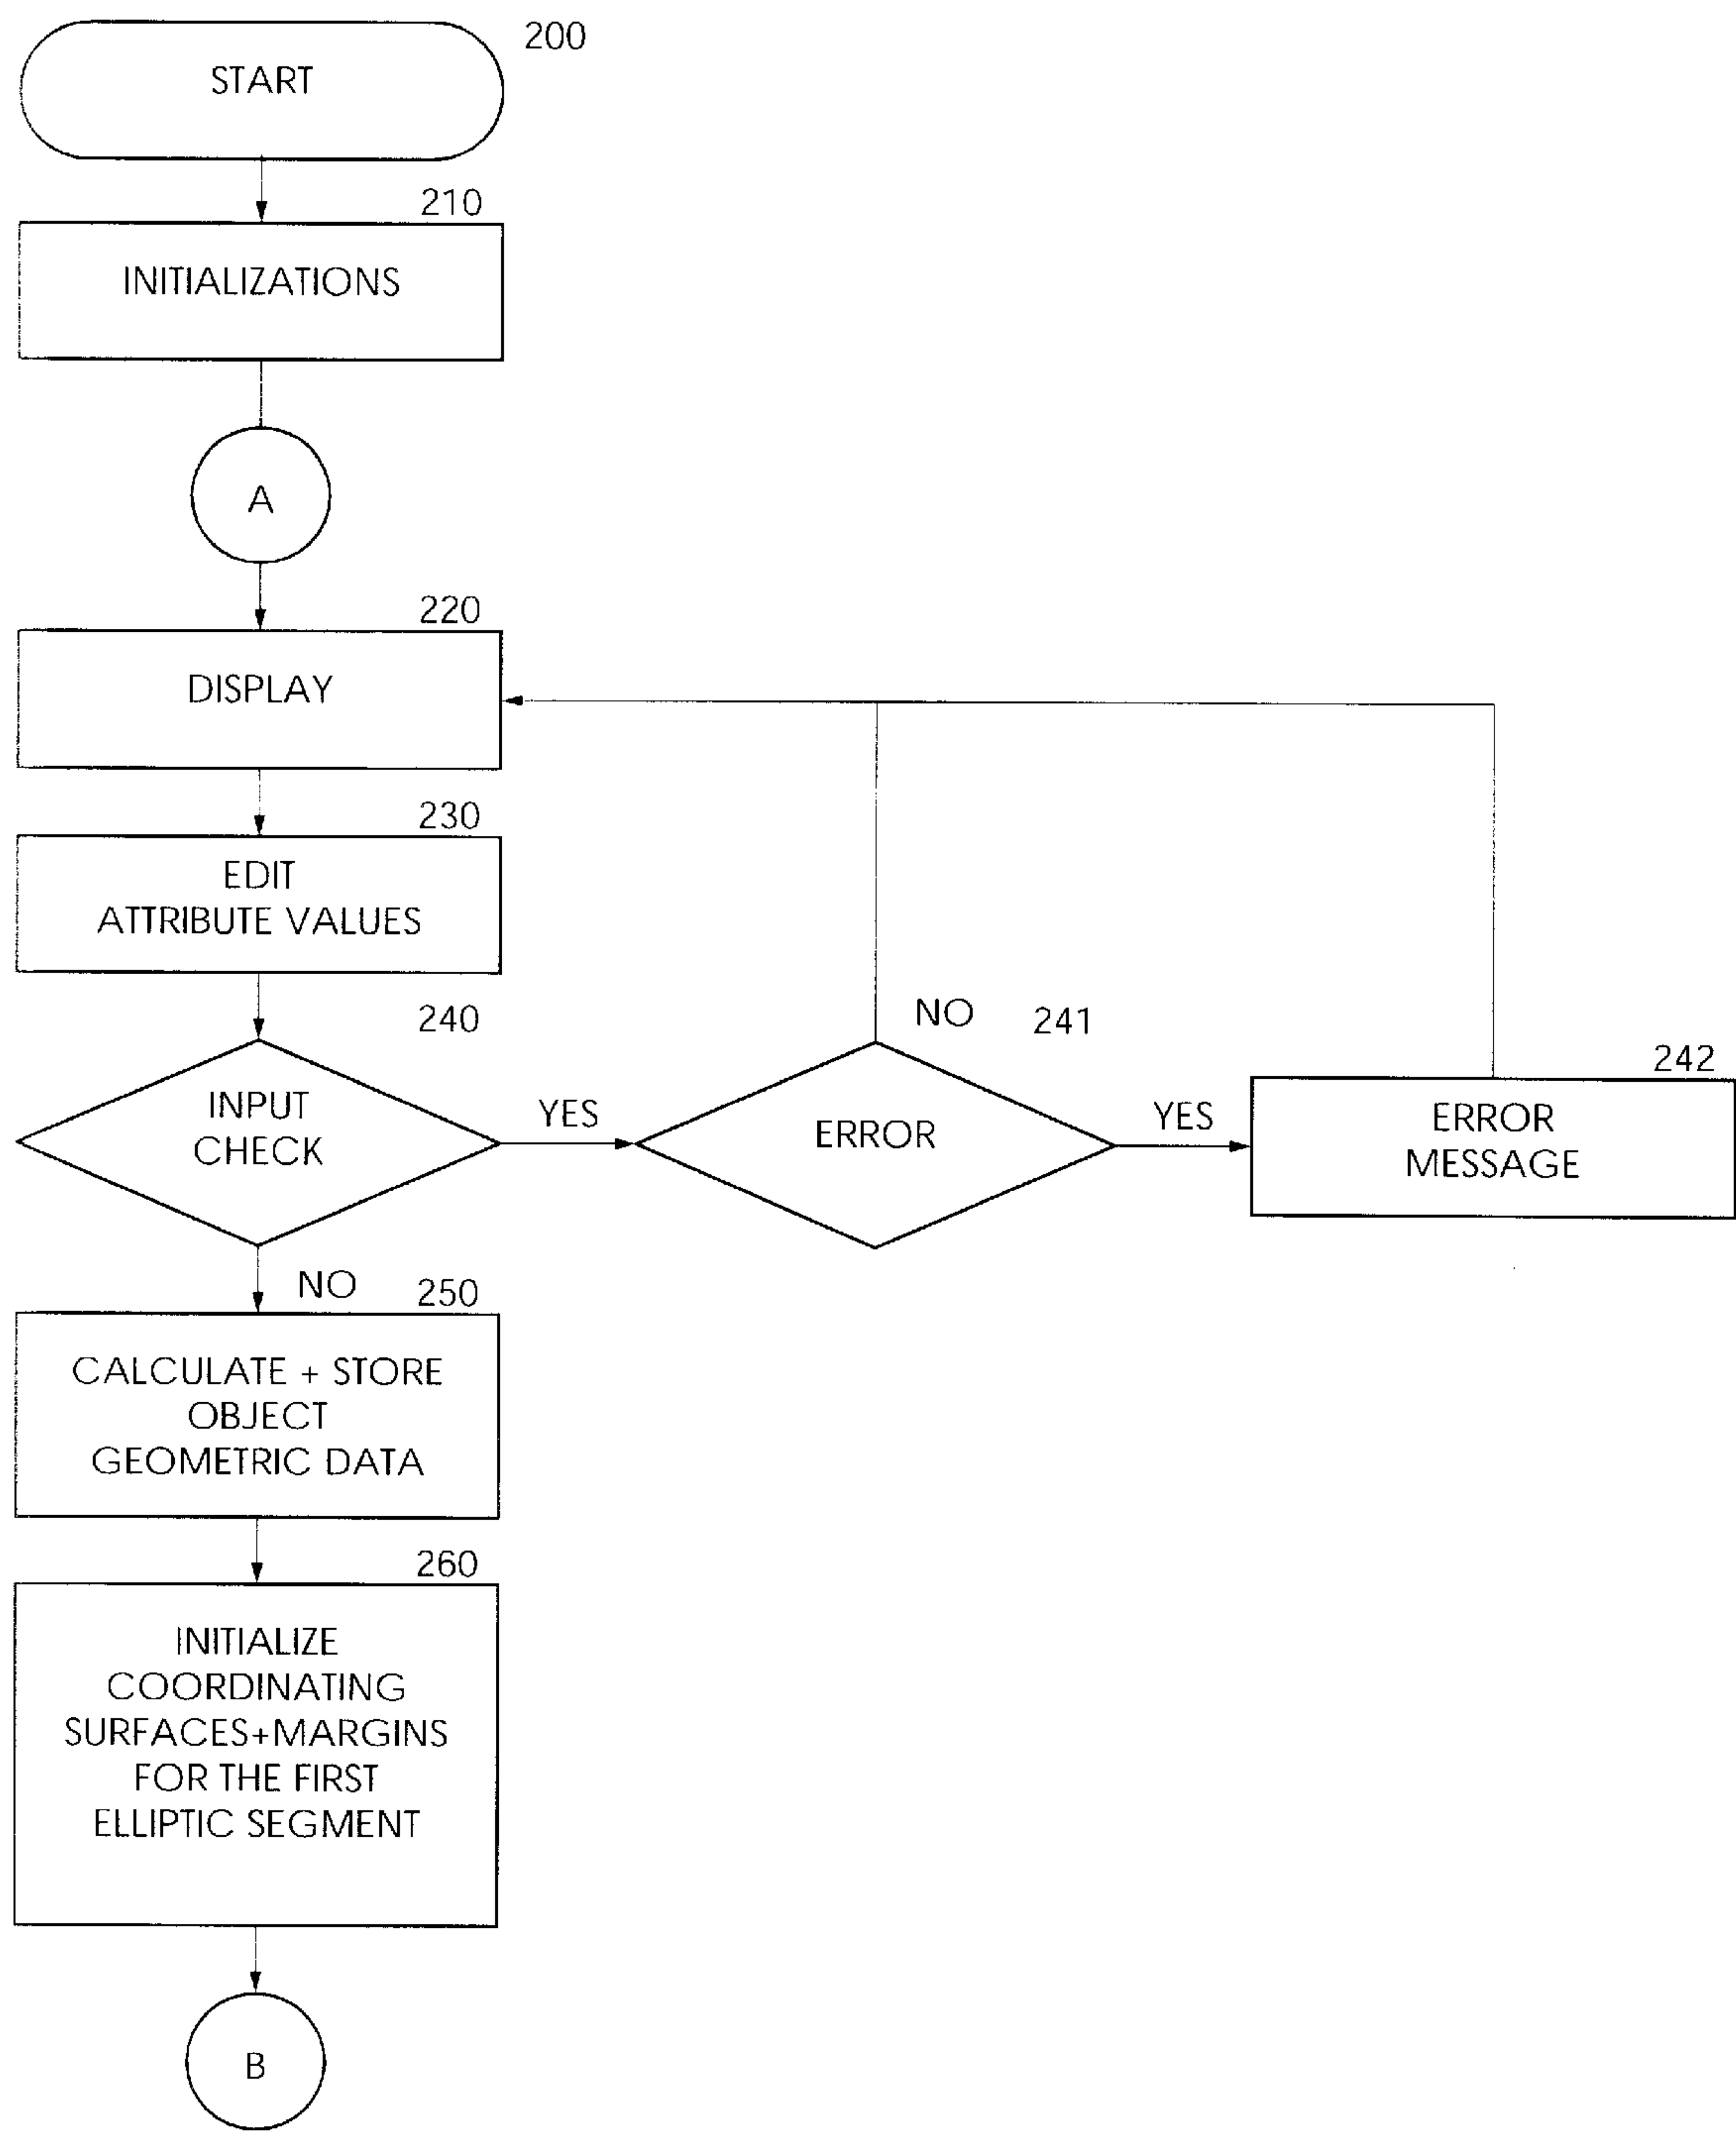 200
START
210
INITIALIZATIONS
A
220
DISPLAY
230
EDIT
ATTRIBUTE VALUES
240
INPUT
CHECK
YES
NO
241
ERROR
YES
242
ERROR
MESSAGE
NO
250
CALCULATE + STORE
OBJECT
GEOMETRIC DATA
260
INITIALIZE
COORDINATING
SURFACES+MARGINS
FOR THE FIRST
ELLIPTIC SEGMENT
B